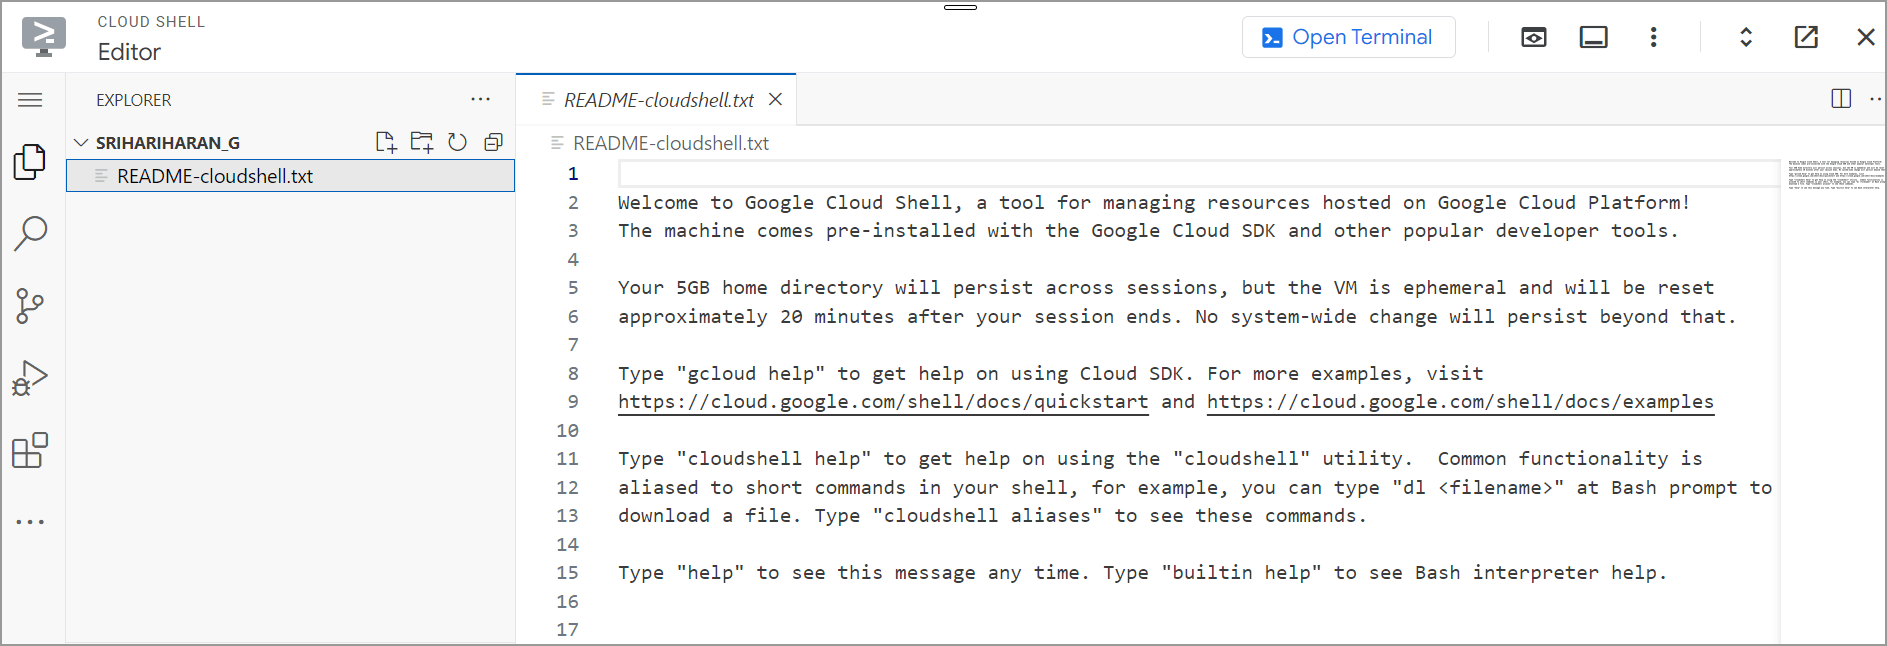 CLOUD SHELL
Editor
Open Terminal
EXPLORER
SRIHARIHARAN_G
README-cloudshell.txt
README-cloudshell.txt
README-cloudshell.txt
1
2 Welcome to Google Cloud Shell, a tool for managing resources hosted on Google Cloud Platform!
3 The machine comes pre-installed with the Google Cloud SDK and other popular developer tools.
4
5 Your 5GB home directory will persist across sessions, but the VM is ephemeral and will be reset
6 approximately 20 minutes after your session ends. No system-wide change will persist beyond that.
7
8 Type "gcloud help" to get help on using Cloud SDK. For more examples, visit
9 https://cloud.google.com/shell/docs/quickstart and https://cloud.google.com/shell/docs/examples
10
11 Type "cloudshell help" to get help on using the "cloudshell" utility.  Common functionality is
12 aliased to short commands in your shell, for example, you can type "dl <filename>" at Bash prompt to
13 download a file. Type "cloudshell aliases" to see these commands.
14
15 Type "help" to see this message any time. Type "builtin help" to see Bash interpreter help.
16
17